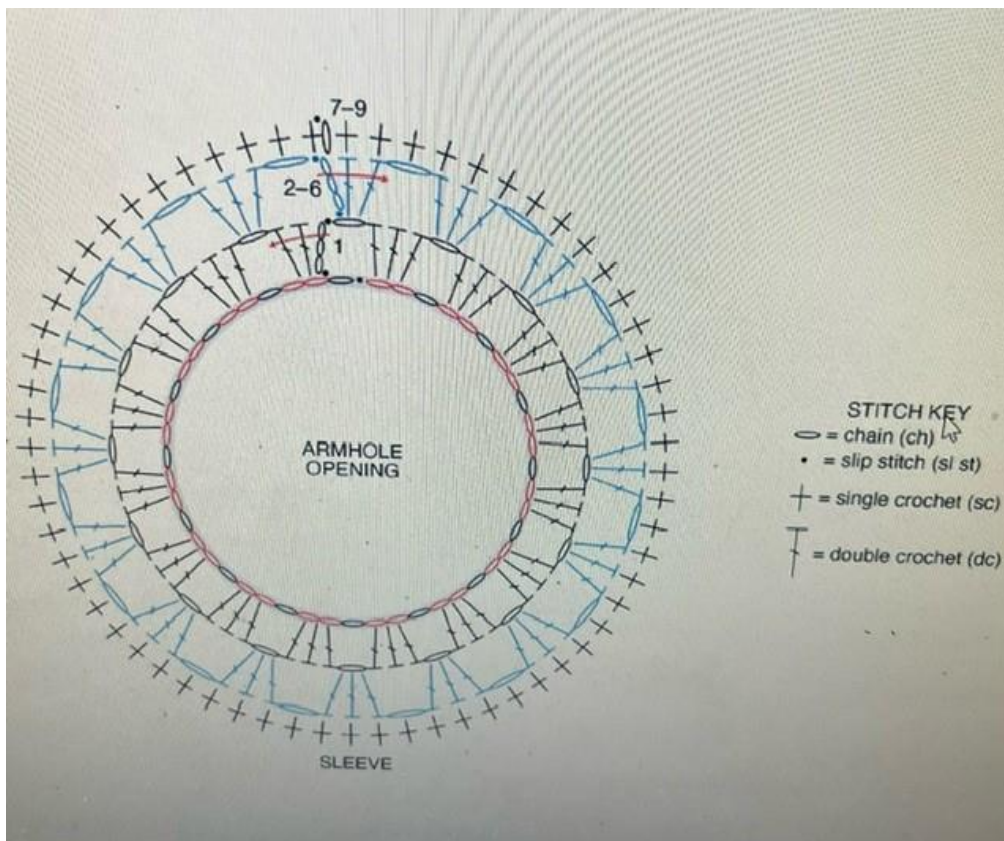 7–9
2–6
1
ARMHOLE
OPENING
SLEEVE
STITCH KEY
= chain (ch)
= slip stitch (sl st)
= single crochet (sc)
= double crochet (dc)